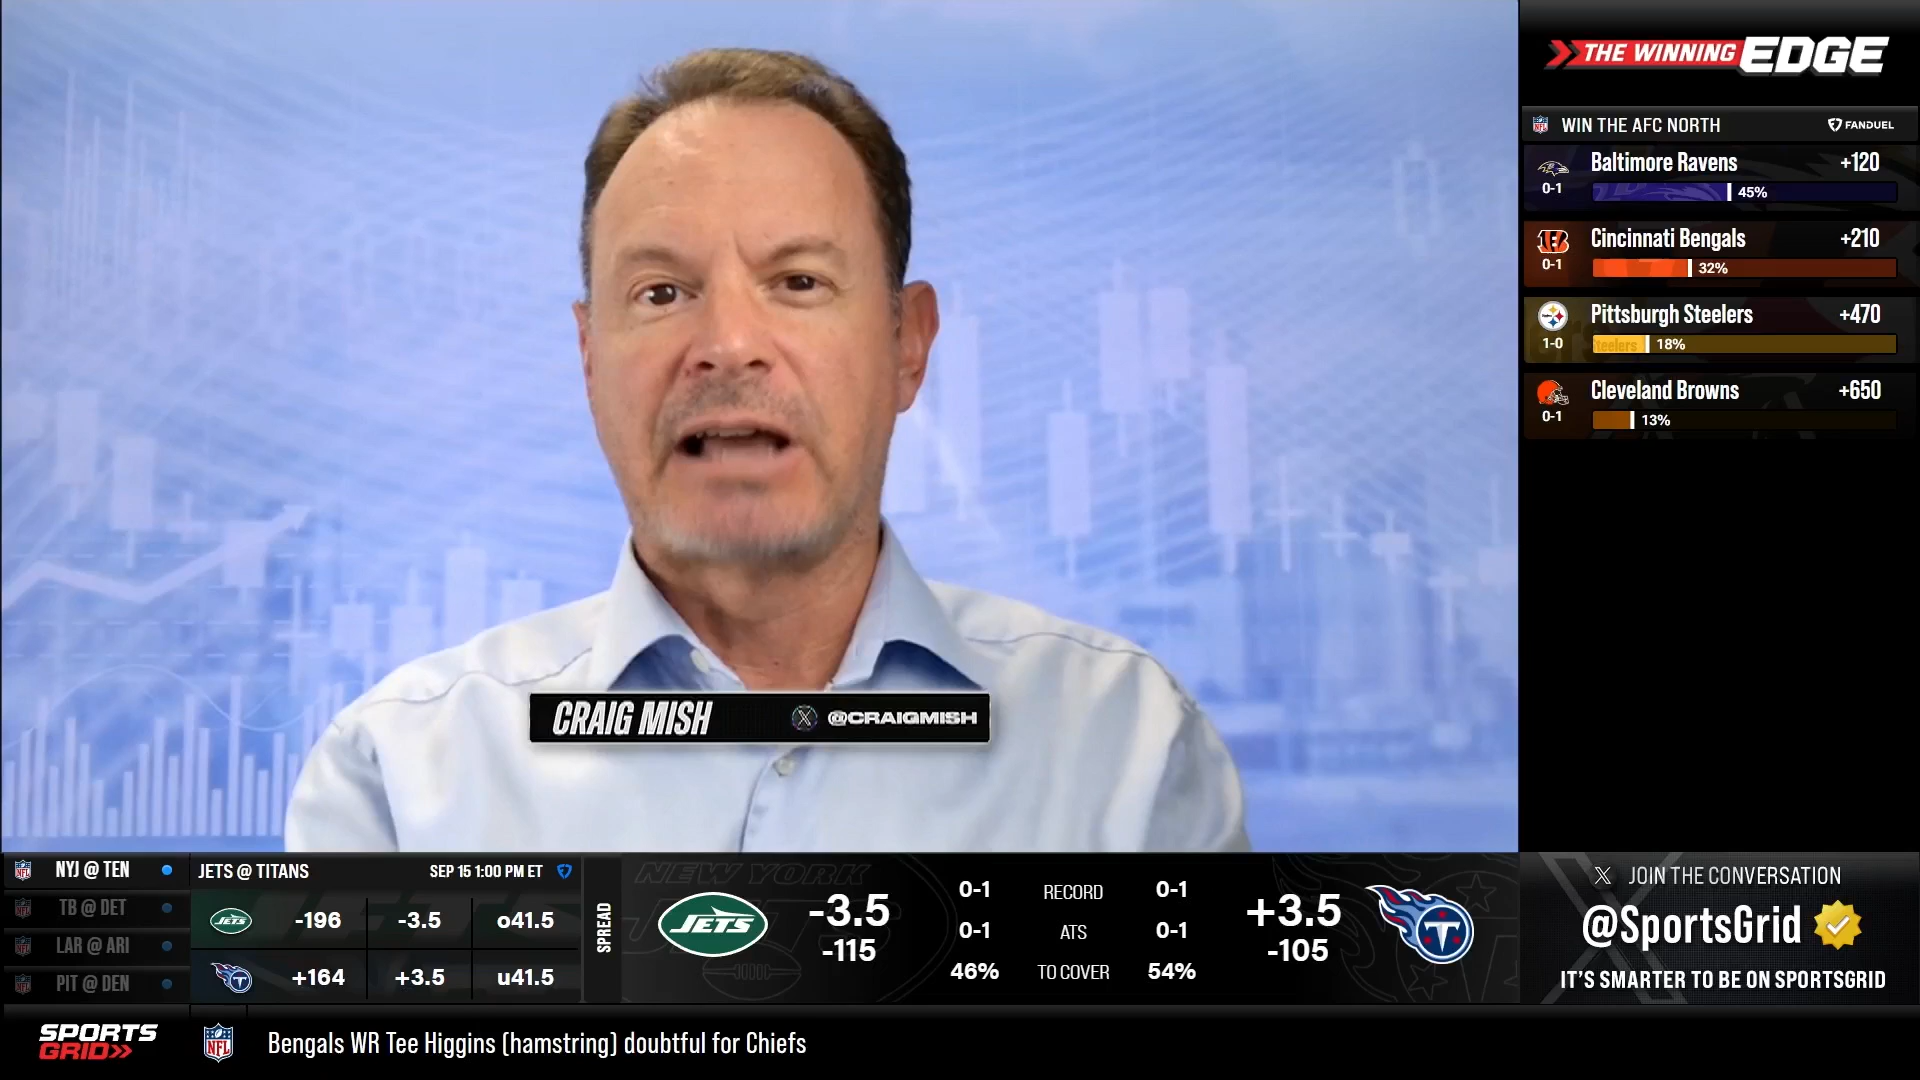 THE WINNING EDGE
WIN THE AFC NORTH
FANDUEL
Baltimore Ravens +120
0-1
45%
Cincinnati Bengals +210
0-1
32%
Pittsburgh Steelers +470
1-0
Steelers
18%
Cleveland Browns +650
0-1
13%
CRAIG MISH @CRAIGMISH
NYJ @ TEN
TB @ DET
LAR @ ARI
PIT @ DEN
JETS @ TITANS SEP 15 1:00 PM ET
JETS -196 -3.5 o41.5
+164 +3.5 u41.5
SPREAD
NEW YORK
JETS
-3.5
-115
0-1 RECORD 0-1
0-1 ATS 0-1
46% TO COVER 54%
+3.5
-105
JOIN THE CONVERSATION
@SportsGrid
IT'S SMARTER TO BE ON SPORTSGRID
SPORTS
GRID
NFL
Bengals WR Tee Higgins (hamstring) doubtful for Chiefs